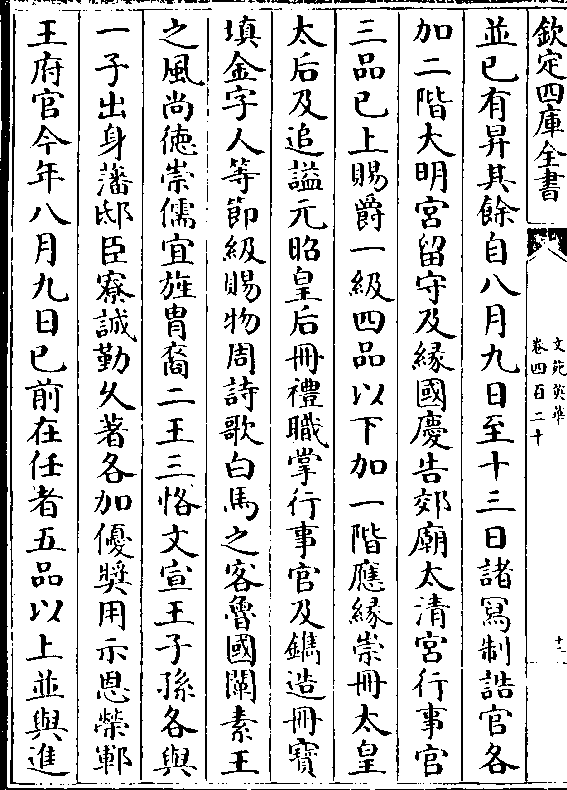 欽定四庫全書
文苑英華
卷四百二十
十一
並已有昇其餘自八月九日至十三日諸寫制誥官各
加二階大明宮留守及縁國慶告郊廟太清宮行事官
三品已上賜爵一級四品以下加一階應縁崇冊太皇
太后及追謚元昭皇后冊禮職掌行事官及鐫造冊寶
填金字人等節級賜物周詩歌白馬之客魯國闡素王
之風尚徳崇儒宜旌胄裔二王三恪文宣王子孫各與
一子出身藩邸臣寮誠勤久著各加優奬用示恩榮鄆
王府官今年八月九日已前在任者五品以上並與進